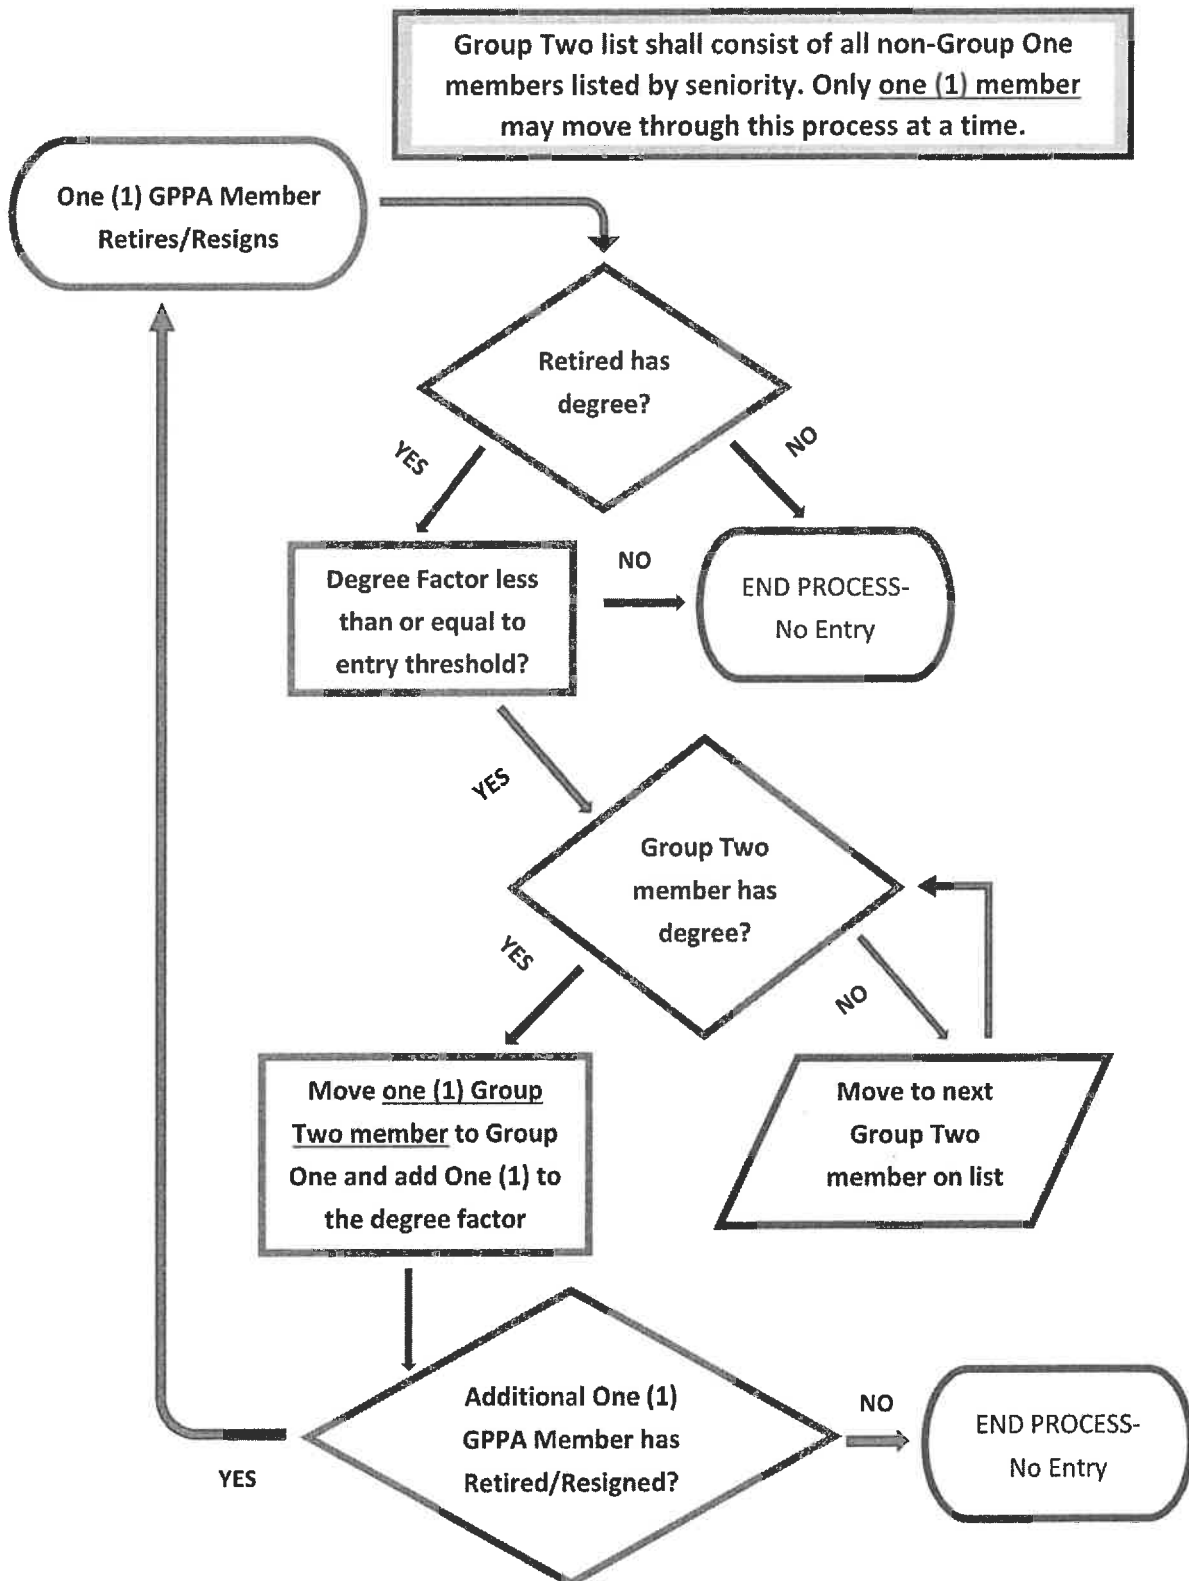 Group Two list shall consist of all non-Group One
members listed by seniority. Only one (1) member
may move through this process at a time.
One (1) GPPA Member
Retires/Resigns
Retired has
degree?
YES
NO
Degree Factor less
than or equal to
entry threshold?
NO
END PROCESS-
No Entry
YES
Group Two
member has
degree?
YES
NO
Move one (1) Group
Two member to Group
One and add One (1) to
the degree factor
Move to next
Group Two
member on list
Additional One (1)
GPPA Member has
Retired/Resigned?
YES
NO
END PROCESS-
No Entry